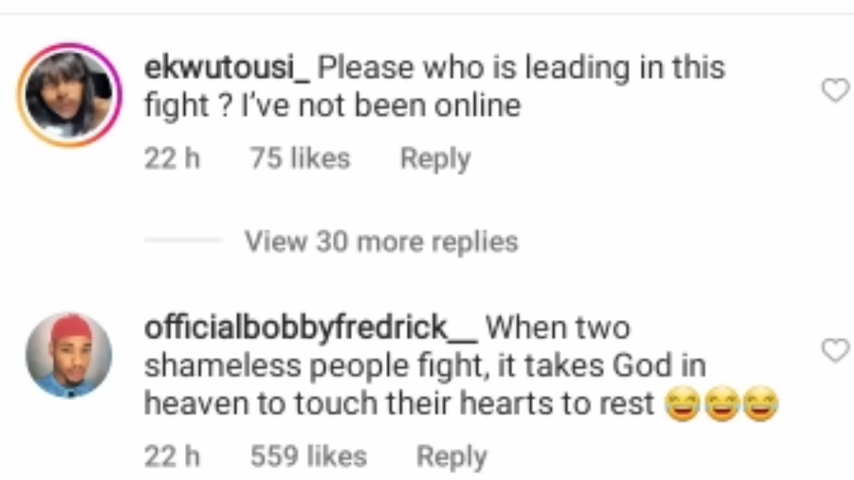 ekwutousi_ Please who is leading in this
fight ? I've not been online
22 h 75 likes Reply
View 30 more replies
officialbobbyfredrick__ When two
shameless people fight, it takes God in
heaven to touch their hearts to rest 😂😂😂
22 h 559 likes Reply